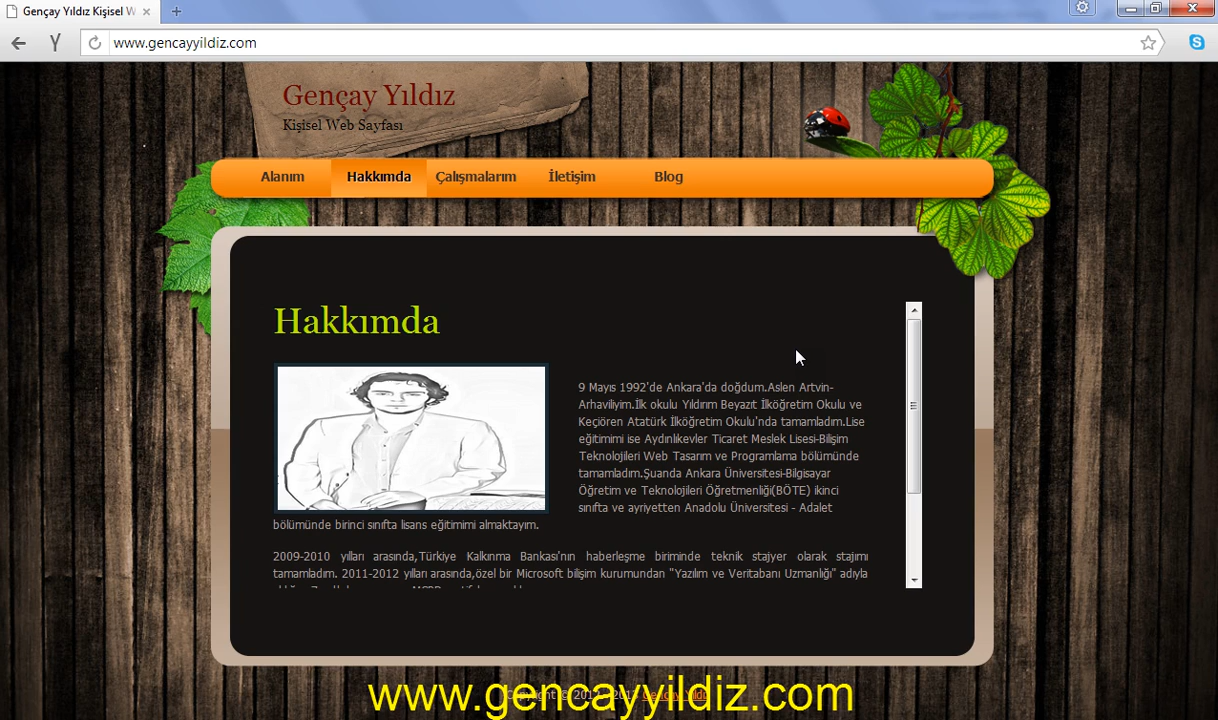 Gençay Yıldız Kişisel W
www.gencayyildiz.com
Gençay Yıldız
Kişisel Web Sayfası
Alanım Hakkımda Çalışmalarım İletişim Blog
Hakkımda
9 Mayıs 1992'de Ankara'da doğdum.Aslen Artvin-
Arhaviliyim.İlk okulu Yıldırım Beyazıt İlköğretim Okulu ve
Keçiören Atatürk İlköğretim Okulu'nda tamamladım.Lise
eğitimimi ise Aydınlıkevler Ticaret Meslek Lisesi-Bilişim
Teknolojileri Web Tasarım ve Programlama bölümünde
tamamladım.Şuanda Ankara Üniversitesi-Bilgisayar
Öğretim ve Teknolojileri Öğretmenliği(BÖTE) ikinci
sınıfta ve ayriyetten Anadolu Üniversitesi - Adalet
bölümünde birinci sınıfta lisans eğitimimi almaktayım.
2009-2010 yılları arasında,Türkiye Kalkınma Bankası'nın haberleşme biriminde teknik stajyer olarak stajımı
tamamladım. 2011-2012 yılları arasında,özel bir Microsoft bilişim kurumundan "Yazılım ve Veritabanı Uzmanlığı" adıyla
Copyright © Gençay Yıldız
www.gencayyildiz.com